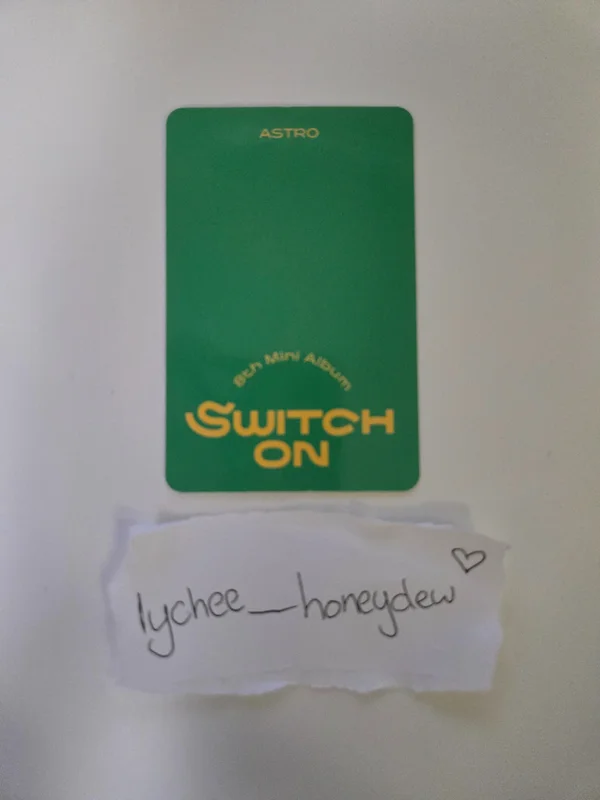 ASTRO
8th Mini Album
SWITCH
ON
lychee_honeydew